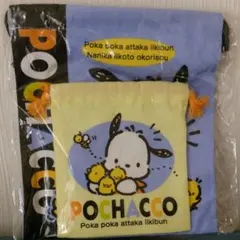 Poka poka attaka iikibun
Nanika iikoto okorisou
POCHACCO
POCHACCO
Poka poka attaka iikibun